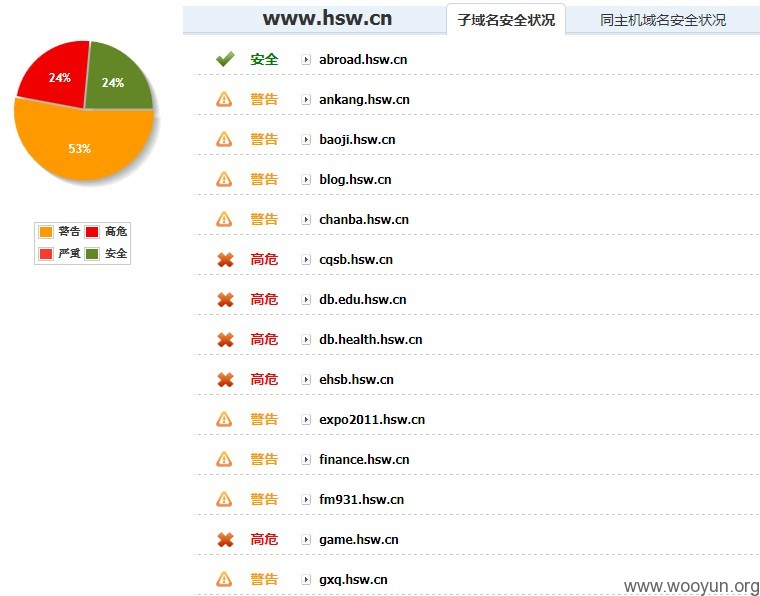 www.hsw.cn 子域名安全状况 同主机域名安全状况
24% 24%
53%
警告 高危
严重 安全
安全 abroad.hsw.cn
警告 ankang.hsw.cn
警告 baoji.hsw.cn
警告 blog.hsw.cn
警告 chanba.hsw.cn
高危 cqsb.hsw.cn
高危 db.edu.hsw.cn
高危 db.health.hsw.cn
高危 ehsb.hsw.cn
警告 expo2011.hsw.cn
警告 finance.hsw.cn
警告 fm931.hsw.cn
高危 game.hsw.cn
警告 gxq.hsw.cn
www.wooyun.org